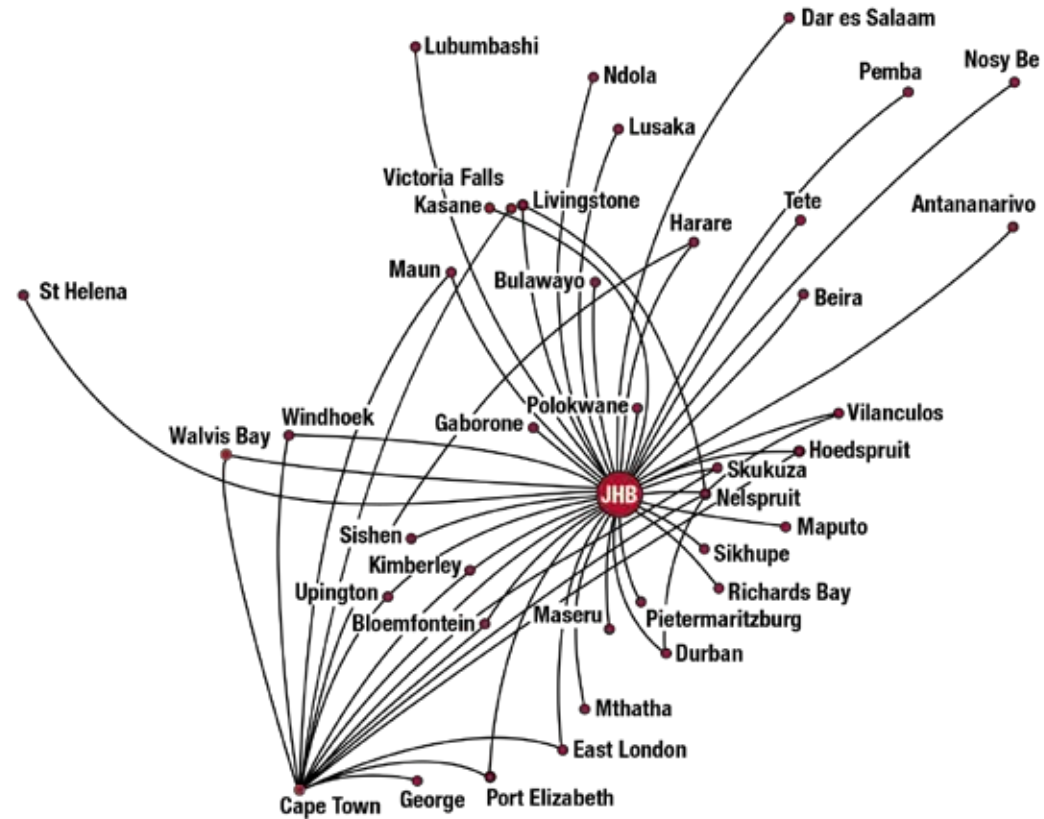 Dar es Salaam
Lubumbashi
Nosy Be
Pemba
Ndola
Lusaka
Victoria Falls
Kasane
Livingstone
Tete
Antananarivo
Harare
Maun
Bulawayo
St Helena
Beira
Polokwane
Vilanculos
Windhoek
Gaborone
Walvis Bay
Hoedspruit
Skukuza
JHB
Nelspruit
Maputo
Sishen
Sikhupe
Kimberley
Upington
Richards Bay
Bloemfontein
Maseru
Pietermaritzburg
Durban
Mthatha
East London
Cape Town
George
Port Elizabeth